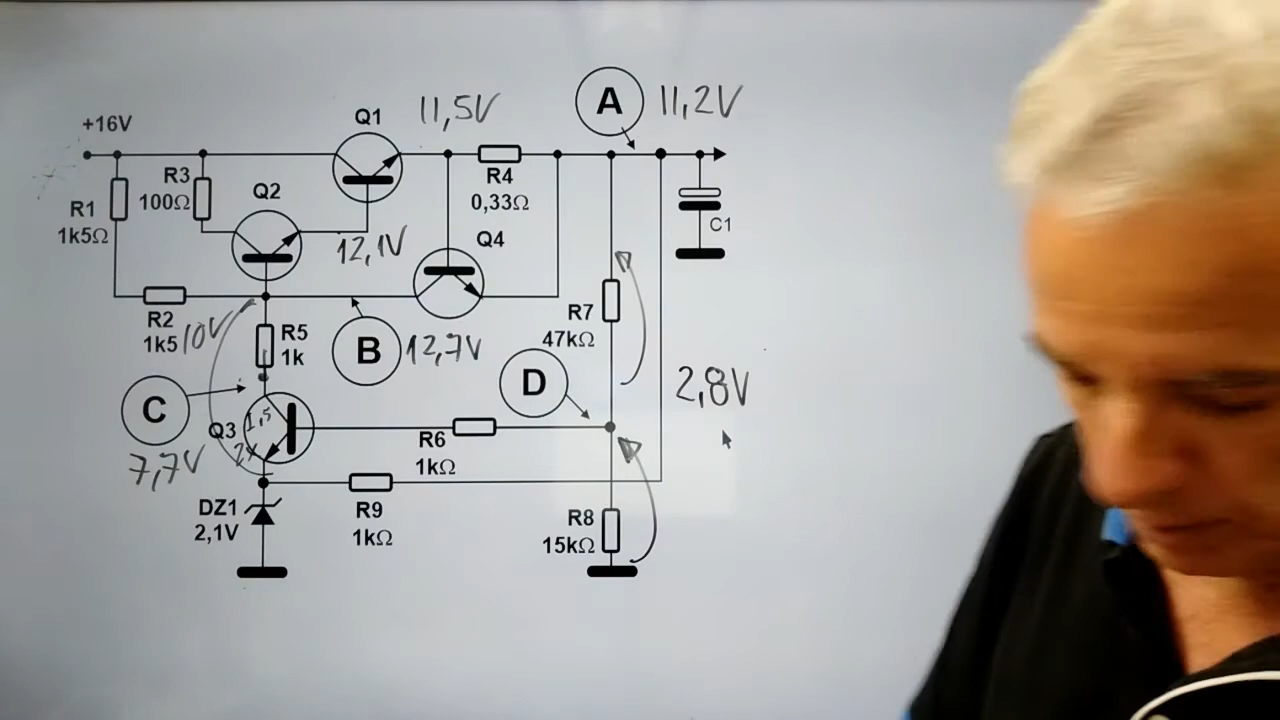 +16V
Q1
11,5V
A
11,2V
R3
100Ω
Q2
R4
0,33Ω
R1
1k5Ω
Q4
C1
12,1V
R2
1k5
10V
R5
1k
B
12,7V
R7
47kΩ
D
2,8V
C
Q3
1,5
7,7V
R6
1kΩ
DZ1
2,1V
R9
1kΩ
R8
15kΩ